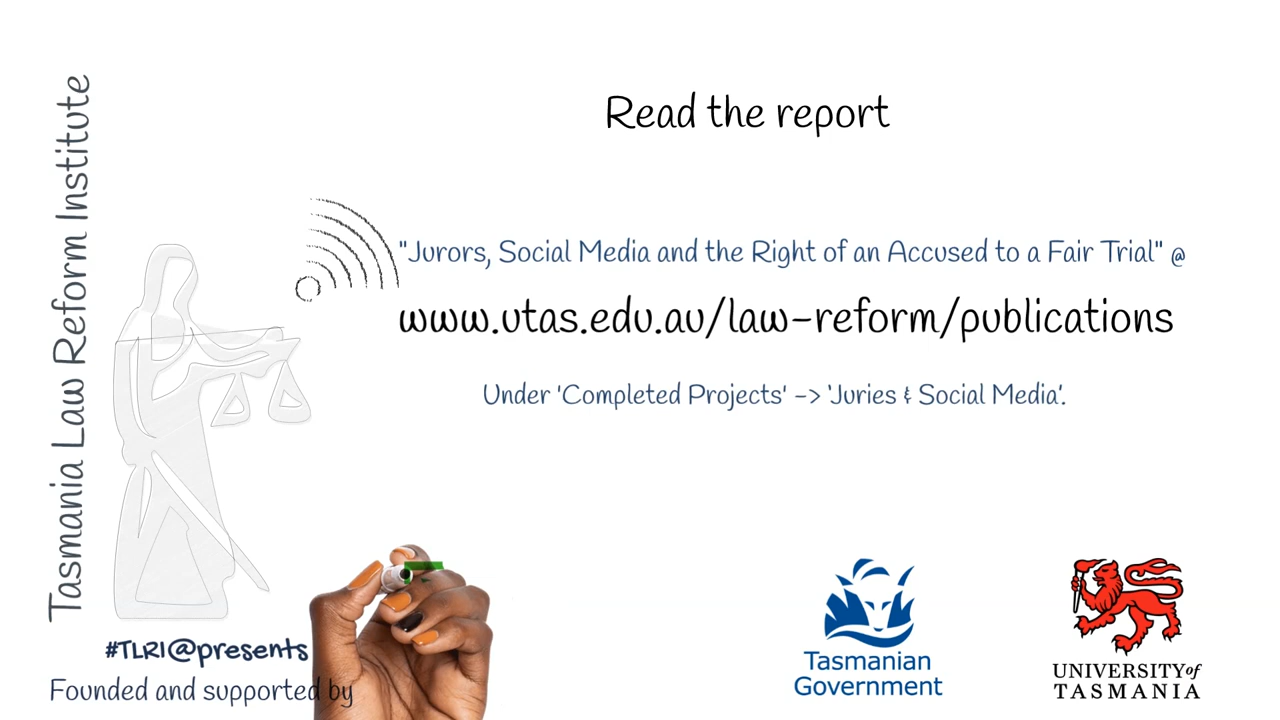 Tasmania Law Reform Institute
Read the report
"Jurors, Social Media and the Right of an Accused to a Fair Trial" @
www.utas.edu.au/law-reform/publications
Under 'Completed Projects' -> 'Juries & Social Media'.
#TLRI@presents
Founded and supported by
Tasmanian
Government
UNIVERSITY of
TASMANIA